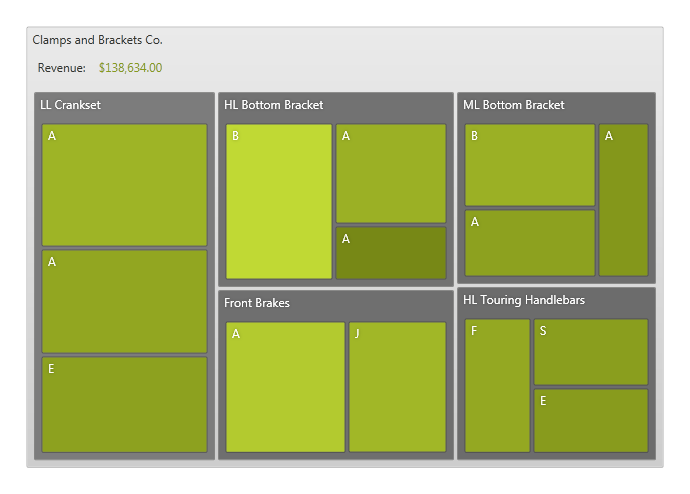 Clamps and Brackets Co.
Revenue: $138,634.00
LL Crankset
A
A
E
HL Bottom Bracket
B
A
A
Front Brakes
A
J
ML Bottom Bracket
B
A
A
HL Touring Handlebars
F
S
E